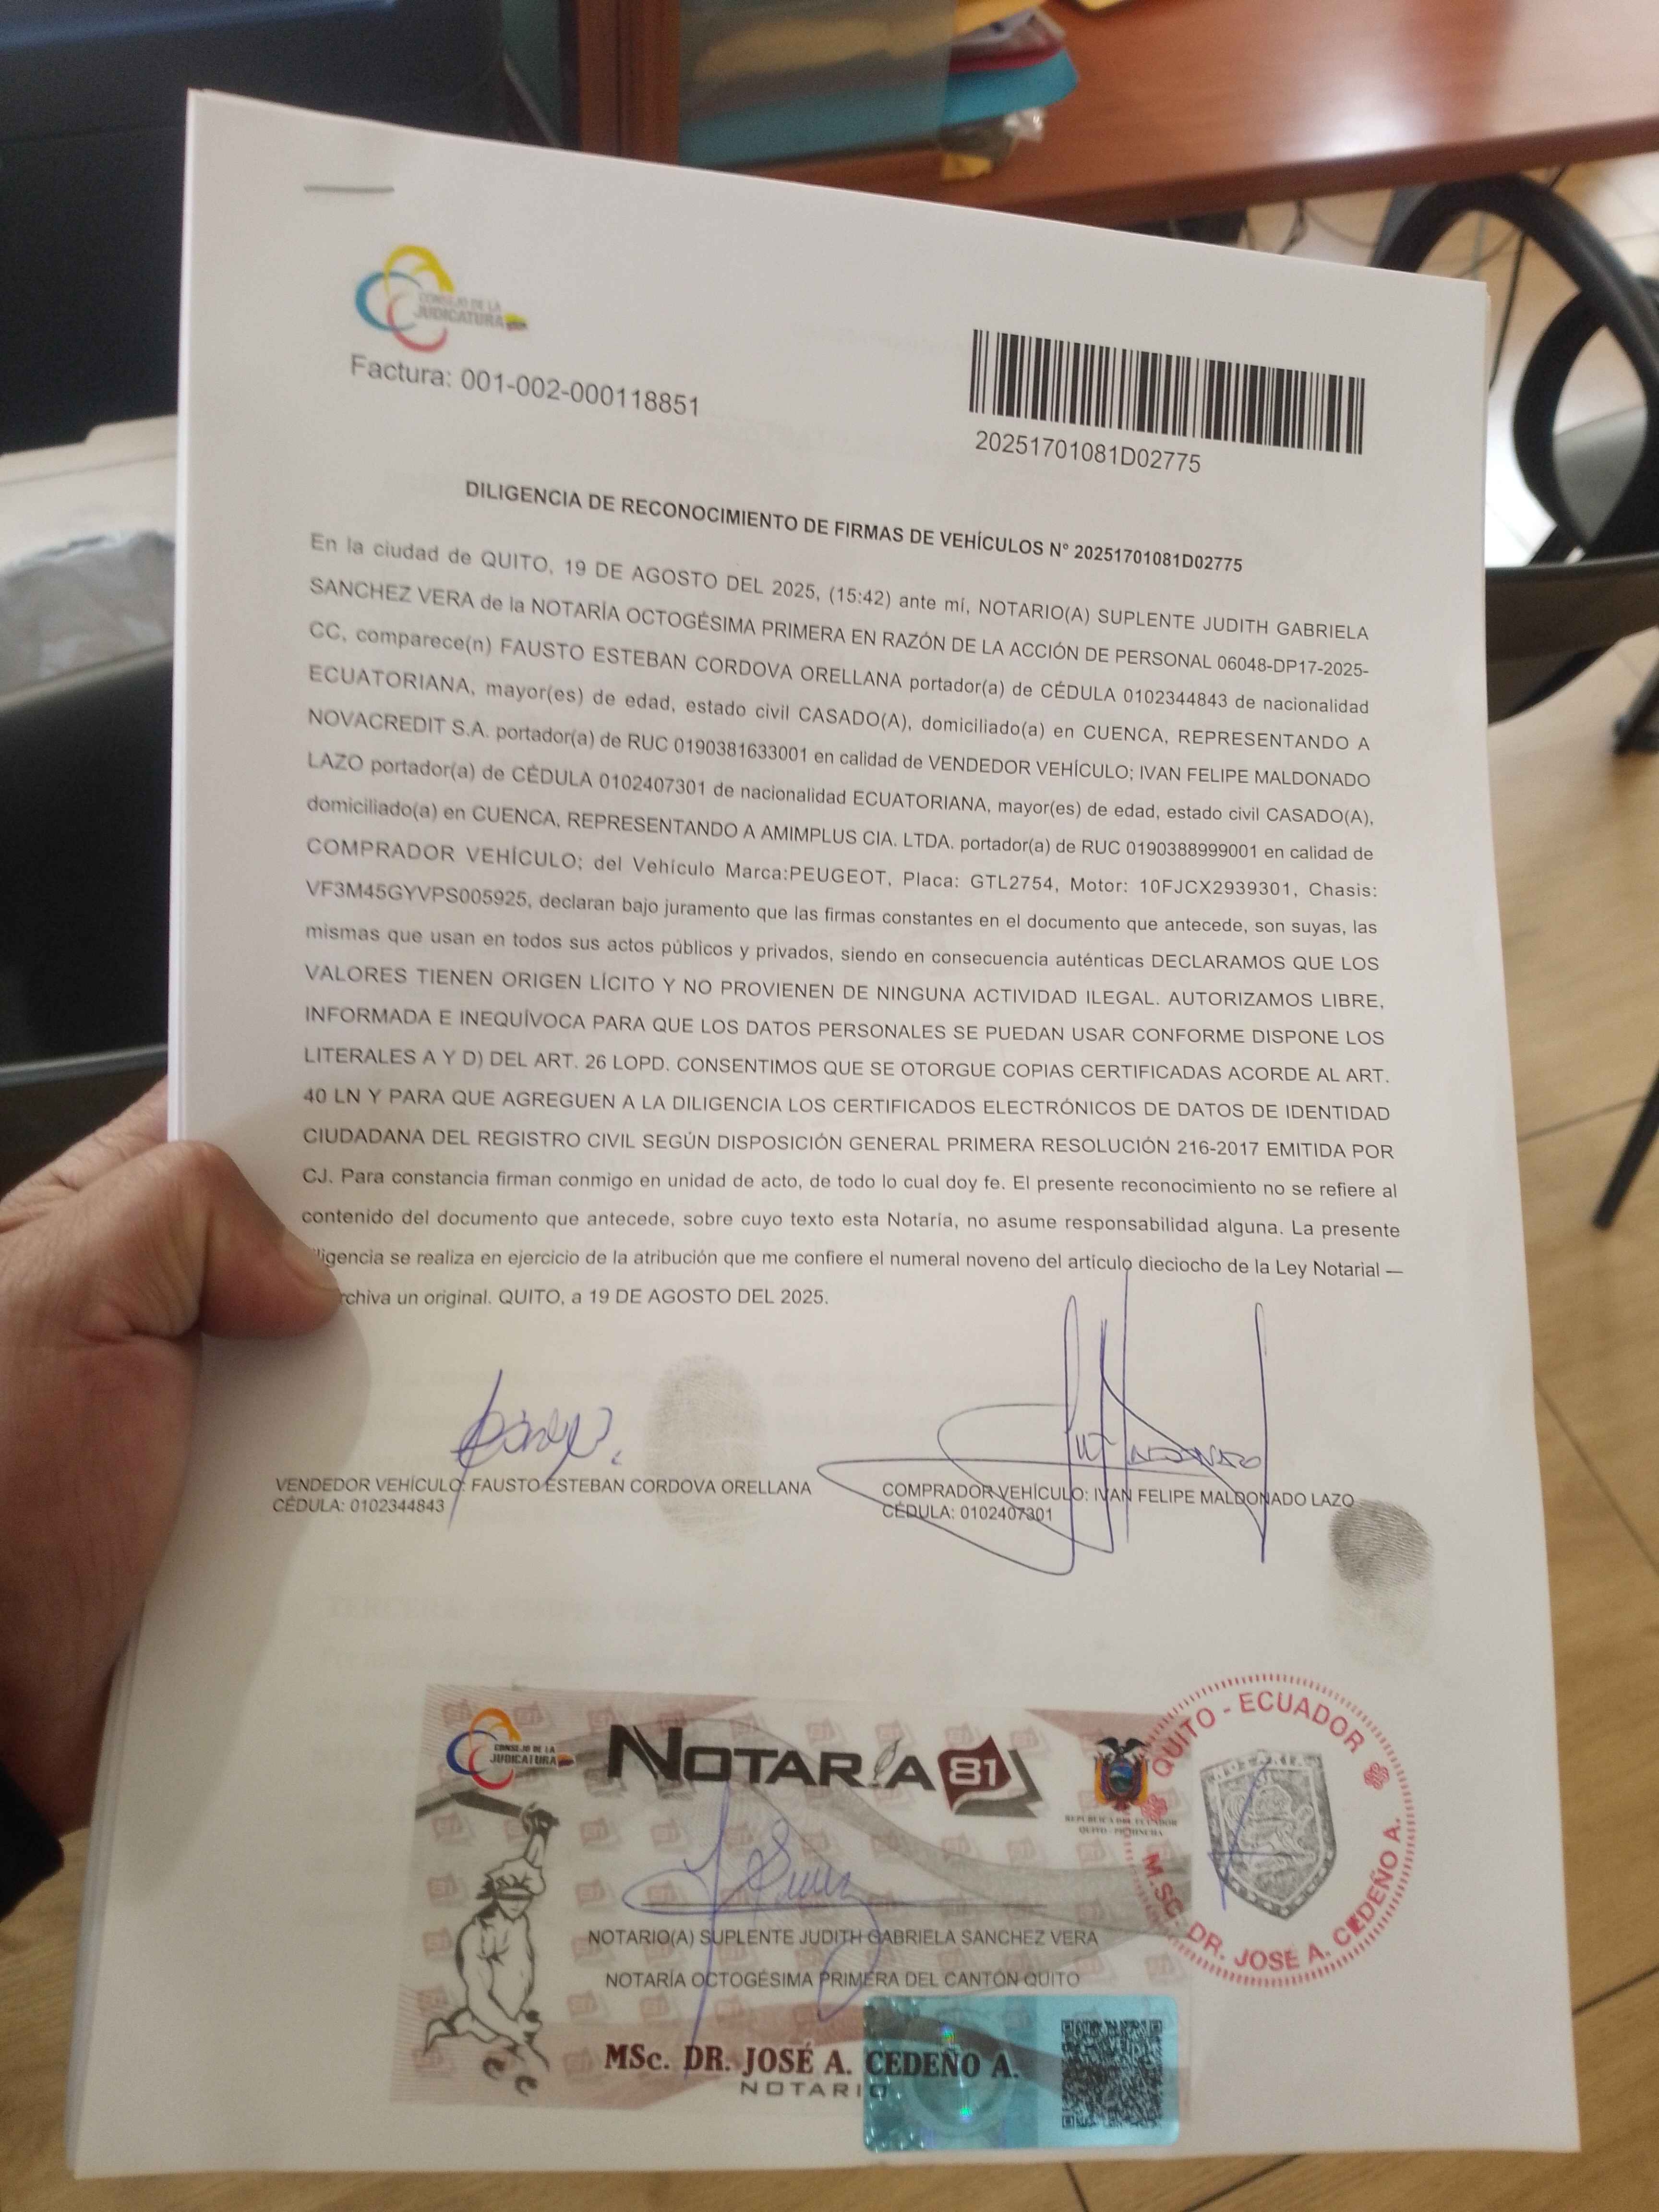 CONSEJO DE LA
JUDICATURA
Factura: 001-002-000118851
20251701081D02775
DILIGENCIA DE RECONOCIMIENTO DE FIRMAS DE VEHÍCULOS N° 20251701081D02775
En la ciudad de QUITO, 19 DE AGOSTO DEL 2025, (15:42) ante mí, NOTARIO(A) SUPLENTE JUDITH GABRIELA
SANCHEZ VERA de la NOTARÍA OCTOGÉSIMA PRIMERA EN RAZÓN DE LA ACCIÓN DE PERSONAL 06048-DP17-2025-
CC, comparece(n) FAUSTO ESTEBAN CORDOVA ORELLANA portador(a) de CÉDULA 0102344843 de nacionalidad
ECUATORIANA, mayor(es) de edad, estado civil CASADO(A), domiciliado(a) en CUENCA, REPRESENTANDO A
NOVACREDIT S.A. portador(a) de RUC 0190381633001 en calidad de VENDEDOR VEHÍCULO; IVAN FELIPE MALDONADO
LAZO portador(a) de CÉDULA 0102407301 de nacionalidad ECUATORIANA, mayor(es) de edad, estado civil CASADO(A),
domiciliado(a) en CUENCA, REPRESENTANDO A AMIMPLUS CIA. LTDA. portador(a) de RUC 0190388999001 en calidad de
COMPRADOR VEHÍCULO; del Vehículo Marca:PEUGEOT, Placa: GTL2754, Motor: 10FJCX2939301, Chasis:
VF3M45GYVPS005925, declaran bajo juramento que las firmas constantes en el documento que antecede, son suyas, las
mismas que usan en todos sus actos públicos y privados, siendo en consecuencia auténticas DECLARAMOS QUE LOS
VALORES TIENEN ORIGEN LÍCITO Y NO PROVIENEN DE NINGUNA ACTIVIDAD ILEGAL. AUTORIZAMOS LIBRE,
INFORMADA E INEQUÍVOCA PARA QUE LOS DATOS PERSONALES SE PUEDAN USAR CONFORME DISPONE LOS
LITERALES A Y D) DEL ART. 26 LOPD. CONSENTIMOS QUE SE OTORGUE COPIAS CERTIFICADAS ACORDE AL ART.
40 LN Y PARA QUE AGREGUEN A LA DILIGENCIA LOS CERTIFICADOS ELECTRÓNICOS DE DATOS DE IDENTIDAD
CIUDADANA DEL REGISTRO CIVIL SEGÚN DISPOSICIÓN GENERAL PRIMERA RESOLUCIÓN 216-2017 EMITIDA POR
CJ. Para constancia firman conmigo en unidad de acto, de todo lo cual doy fe. El presente reconocimiento no se refiere al
contenido del documento que antecede, sobre cuyo texto esta Notaría, no asume responsabilidad alguna. La presente
ligencia se realiza en ejercicio de la atribución que me confiere el numeral noveno del artículo dieciocho de la Ley Notarial —
rchiva un original. QUITO, a 19 DE AGOSTO DEL 2025.
VENDEDOR VEHÍCULO: FAUSTO ESTEBAN CORDOVA ORELLANA
CÉDULA: 0102344843
COMPRADOR VEHÍCULO: IVAN FELIPE MALDONADO LAZO
CÉDULA: 0102407301
CONSEJO DE LA
JUDICATURA
NOTARÍA 81
REPÚBLICA DEL ECUADOR
QUITO - PICHINCHA
QUITO - ECUADOR
M.SC. DR. JOSÉ A. CEDEÑO A.
NOTARIO(A) SUPLENTE JUDITH GABRIELA SANCHEZ VERA
NOTARÍA OCTOGÉSIMA PRIMERA DEL CANTÓN QUITO
MSc. DR. JOSÉ A. CEDEÑO A.
NOTARIO